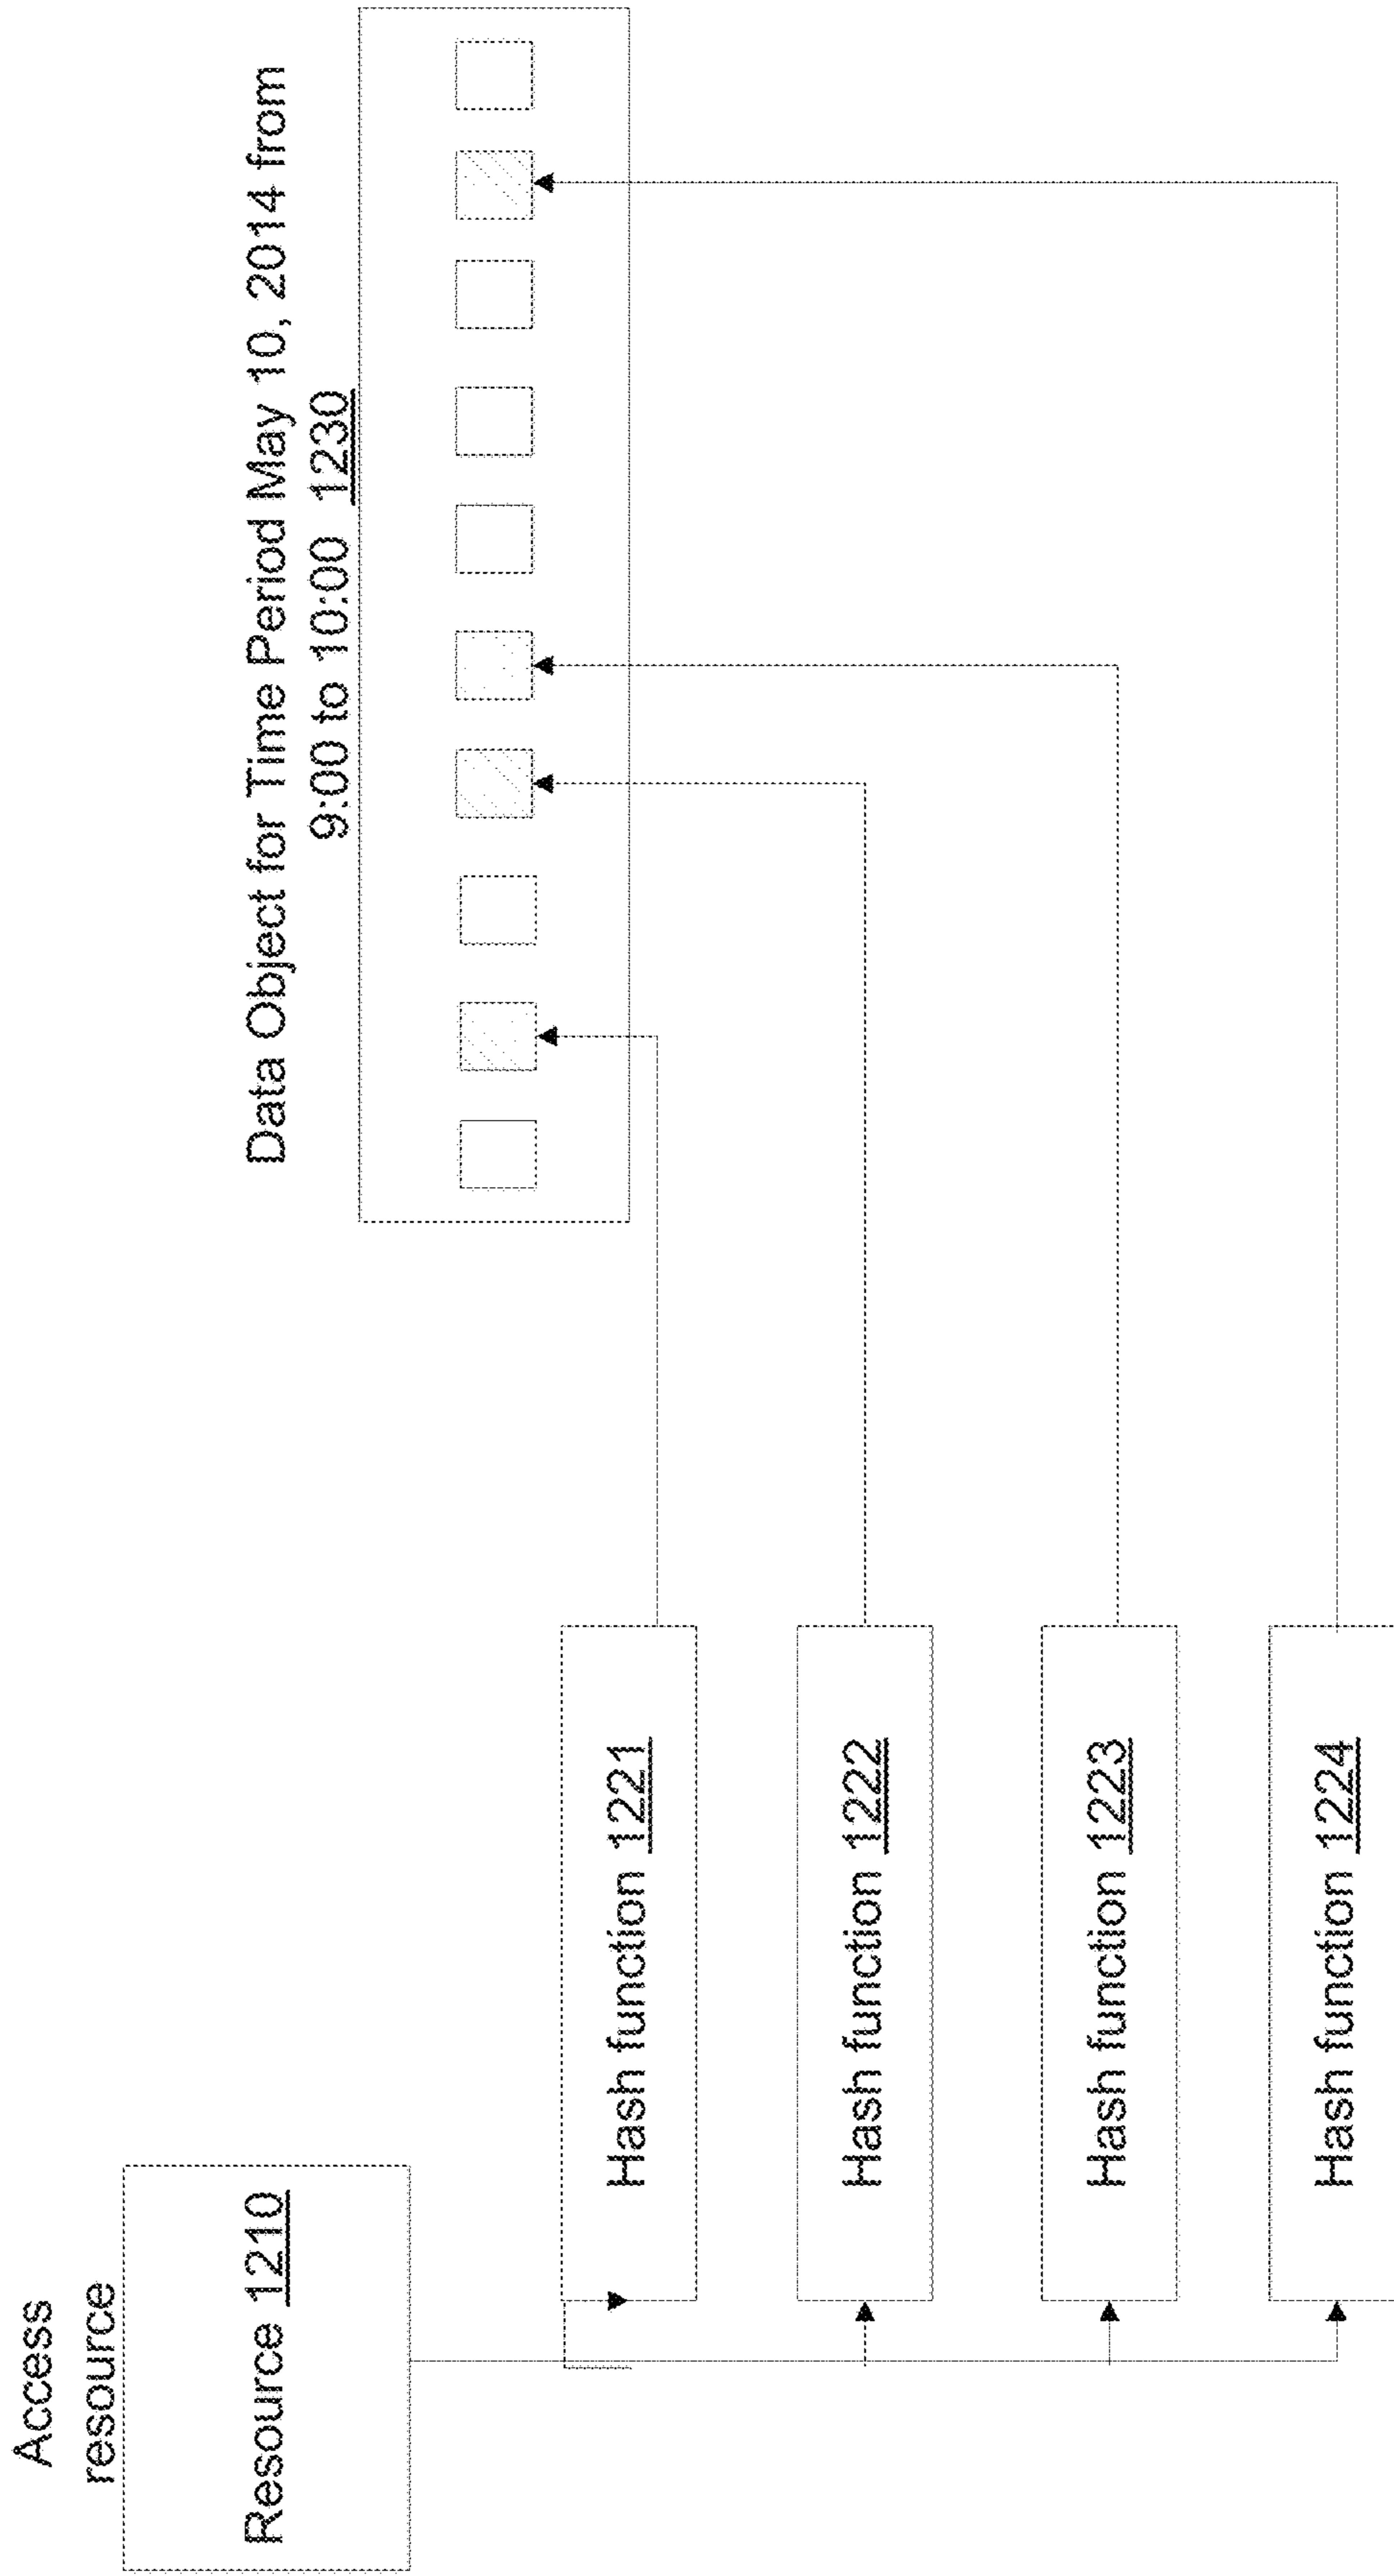 Access
resource
Resource 1210
Data Object for Time Period May 10, 2014 from
9:00 to 10:00 1230
Hash function 1221
Hash function 1222
Hash function 1223
Hash function 1224